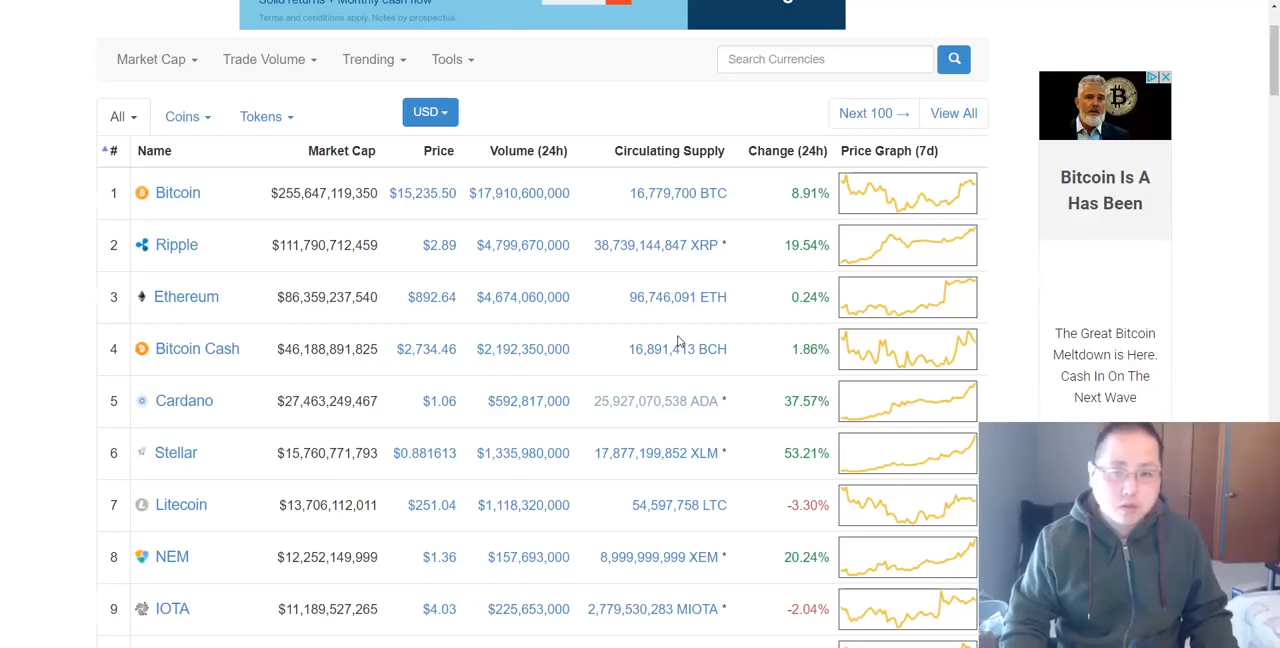 Solid returns + Monthly cash flow
Terms and conditions apply. Notes by prospectus.
Market Cap Trade Volume Trending Tools Search Currencies
All Coins Tokens USD Next 100 → View All
# Name Market Cap Price Volume (24h) Circulating Supply Change (24h) Price Graph (7d)
1 Bitcoin $255,647,119,350 $15,235.50 $17,910,600,000 16,779,700 BTC 8.91%
2 Ripple $111,790,712,459 $2.89 $4,799,670,000 38,739,144,847 XRP * 19.54%
3 Ethereum $86,359,237,540 $892.64 $4,674,060,000 96,746,091 ETH 0.24%
4 Bitcoin Cash $46,188,891,825 $2,734.46 $2,192,350,000 16,891,413 BCH 1.86%
5 Cardano $27,463,249,467 $1.06 $592,817,000 25,927,070,538 ADA * 37.57%
6 Stellar $15,760,771,793 $0.881613 $1,335,980,000 17,877,199,852 XLM * 53.21%
7 Litecoin $13,706,112,011 $251.04 $1,118,320,000 54,597,758 LTC -3.30%
8 NEM $12,252,149,999 $1.36 $157,693,000 8,999,999,999 XEM * 20.24%
9 IOTA $11,189,527,265 $4.03 $225,653,000 2,779,530,283 MIOTA * -2.04%
Bitcoin Is A
Has Been
The Great Bitcoin
Meltdown is Here.
Cash In On The
Next Wave